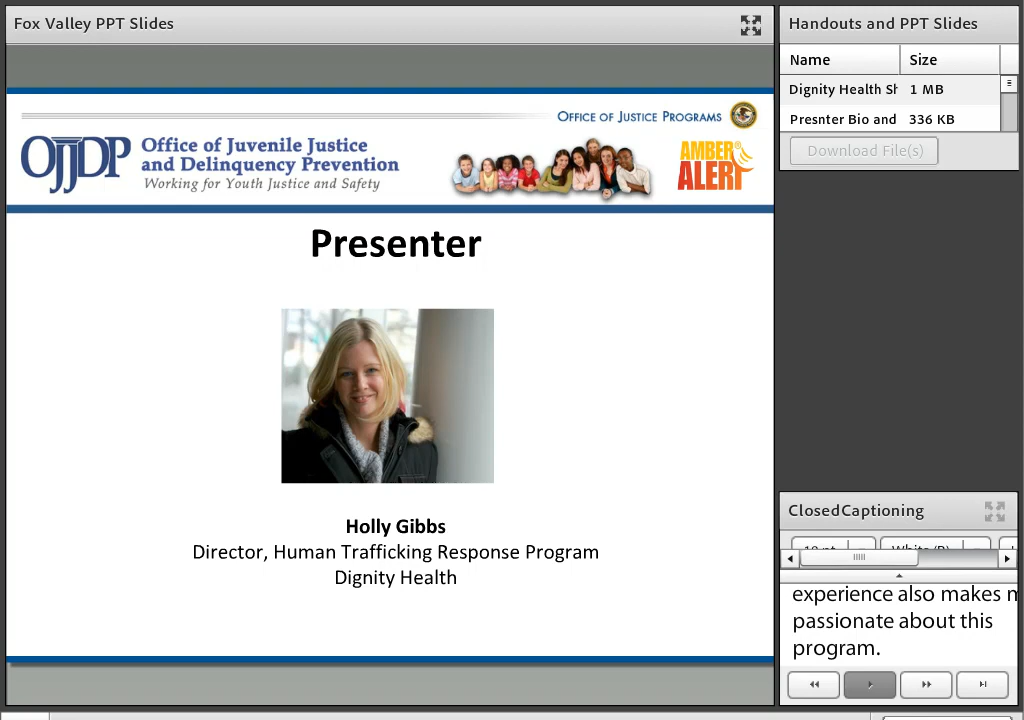 Fox Valley PPT Slides
OFFICE OF JUSTICE PROGRAMS
OJJDP
Office of Juvenile Justice
and Delinquency Prevention
Working for Youth Justice and Safety
AMBER
ALERT
Presenter
Holly Gibbs
Director, Human Trafficking Response Program
Dignity Health
Handouts and PPT Slides
Name Size
Dignity Health Sh 1 MB
Presnter Bio and 336 KB
Download File(s)
ClosedCaptioning
experience also makes m
passionate about this
program.